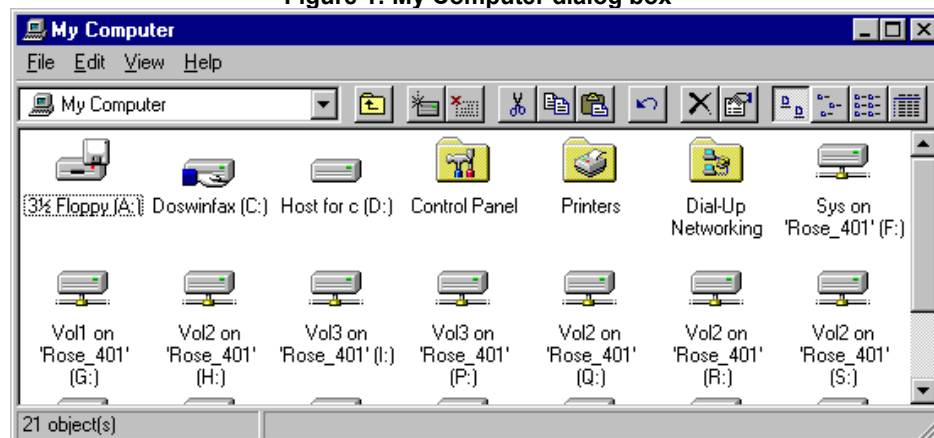 Figure 1. My Computer dialog box
My Computer
File Edit View Help
My Computer
3½ Floppy (A:) Doswinfax (C:) Host for c (D:) Control Panel Printers Dial-Up Sys on
Networking 'Rose_401' (F:)
Vol1 on Vol2 on Vol3 on Vol3 on Vol2 on Vol2 on Vol2 on
'Rose_401' 'Rose_401' 'Rose_401' (I:) 'Rose_401' 'Rose_401' 'Rose_401' 'Rose_401'
(G:) (H:) (P:) (Q:) (R:) (S:)
21 object(s)